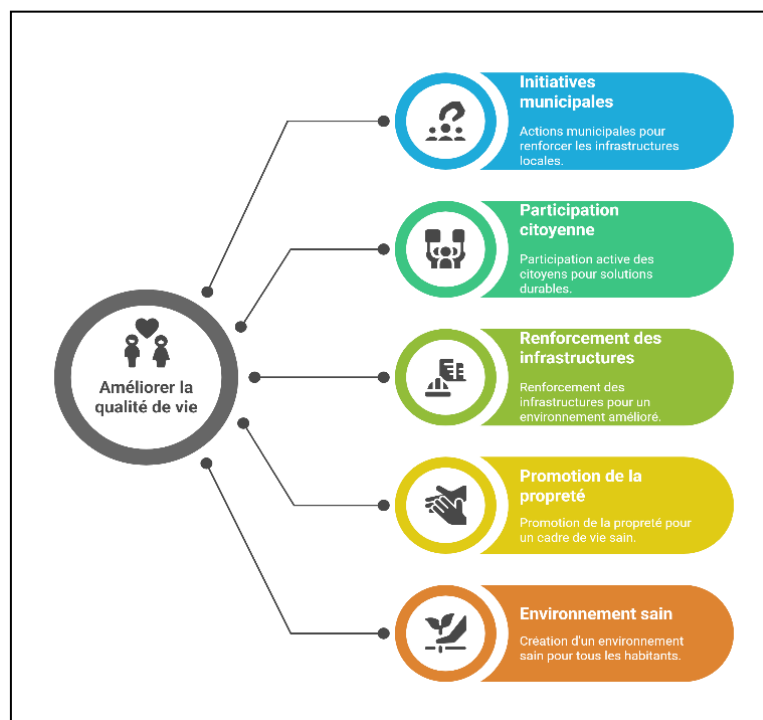 Améliorer la
qualité de vie
Initiatives
municipales
Actions municipales pour
renforcer les infrastructures
locales.
Participation
citoyenne
Participation active des
citoyens pour solutions
durables.
Renforcement des
infrastructures
Renforcement des
infrastructures pour un
environnement amélioré.
Promotion de la
propreté
Promotion de la propreté pour
un cadre de vie sain.
Environnement sain
Création d'un environnement
sain pour tous les habitants.